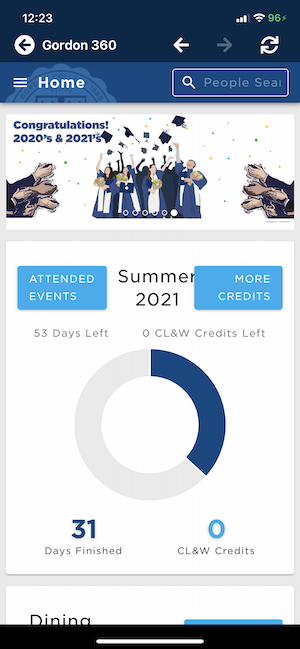 12:23
96
Gordon 360
Home
People Sear
Congratulations!
2020's & 2021's
ATTENDED
EVENTS
Summer
2021
MORE
CREDITS
53 Days Left
0 CL&W Credits Left
31
Days Finished
0
CL&W Credits
Dining